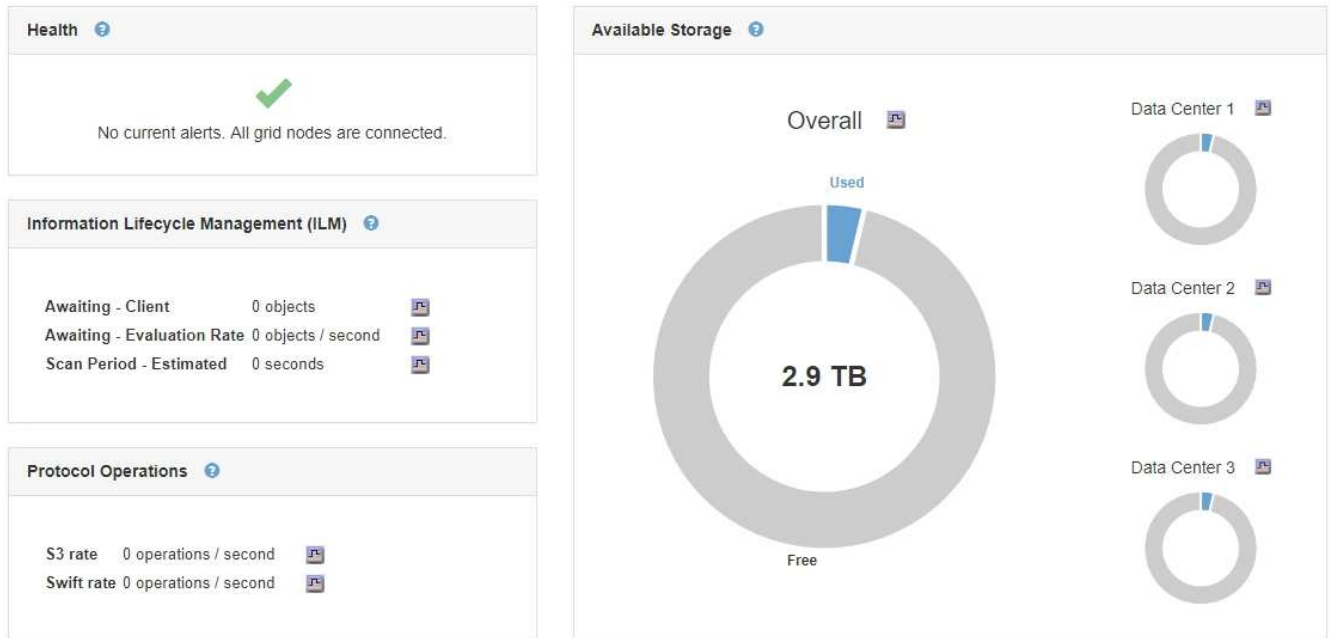 Health
No current alerts. All grid nodes are connected.
Information Lifecycle Management (ILM)
Awaiting - Client 0 objects
Awaiting - Evaluation Rate 0 objects / second
Scan Period - Estimated 0 seconds
Protocol Operations
S3 rate 0 operations / second
Swift rate 0 operations / second
Available Storage
Overall
Used
2.9 TB
Free
Data Center 1
Data Center 2
Data Center 3